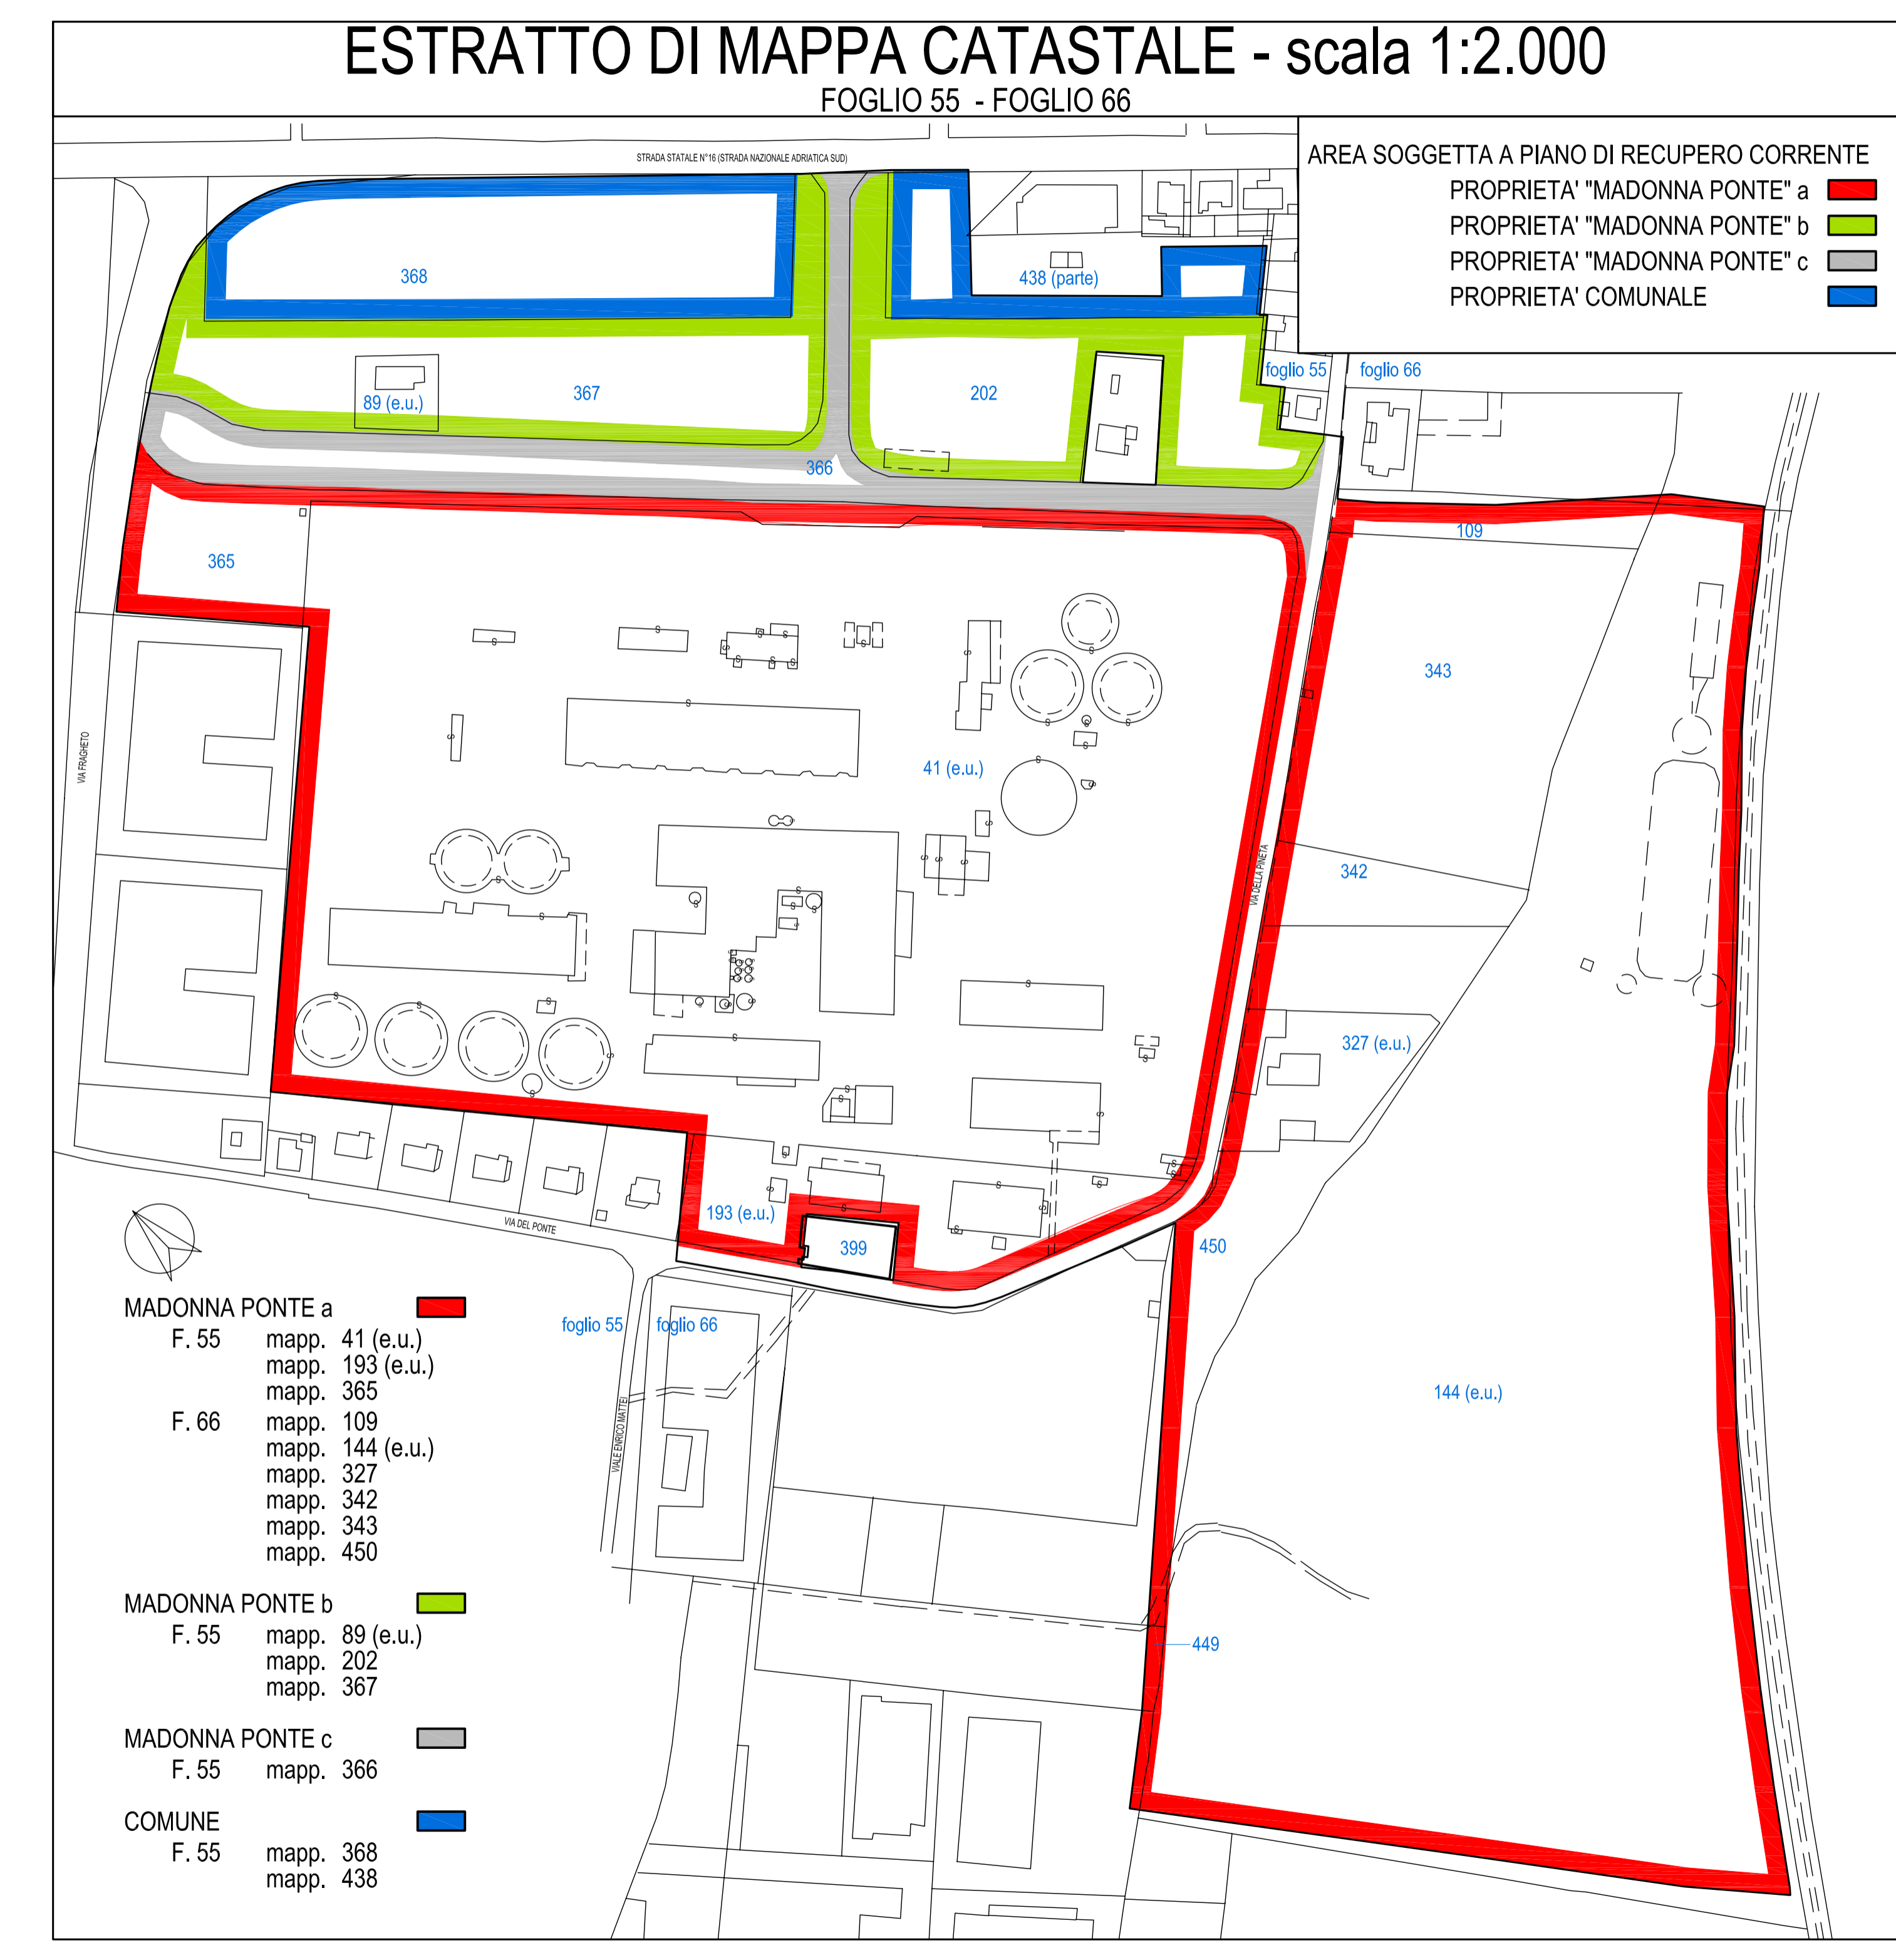 ESTRATTO DI MAPPA CATASTALE - scala 1:2.000
FOGLIO 55 - FOGLIO 66
STRADA STATALE N°16 (STRADA NAZIONALE ADRIATICA SUD)
AREA SOGGETTA A PIANO DI RECUPERO CORRENTE
PROPRIETA' "MADONNA PONTE" a
PROPRIETA' "MADONNA PONTE" b
PROPRIETA' "MADONNA PONTE" c
PROPRIETA' COMUNALE
368
438 (parte)
foglio 55
foglio 66
89 (e.u.)
367
202
366
109
365
343
VIA FRAGHETO
41 (e.u.)
VIA DELLA PINETA
342
327 (e.u.)
193 (e.u.)
VIA DEL PONTE
399
450
foglio 55
foglio 66
VIALE ENRICO MATTEI
144 (e.u.)
449
MADONNA PONTE a
F. 55 mapp. 41 (e.u.)
mapp. 193 (e.u.)
mapp. 365
F. 66 mapp. 109
mapp. 144 (e.u.)
mapp. 327
mapp. 342
mapp. 343
mapp. 450
MADONNA PONTE b
F. 55 mapp. 89 (e.u.)
mapp. 202
mapp. 367
MADONNA PONTE c
F. 55 mapp. 366
COMUNE
F. 55 mapp. 368
mapp. 438